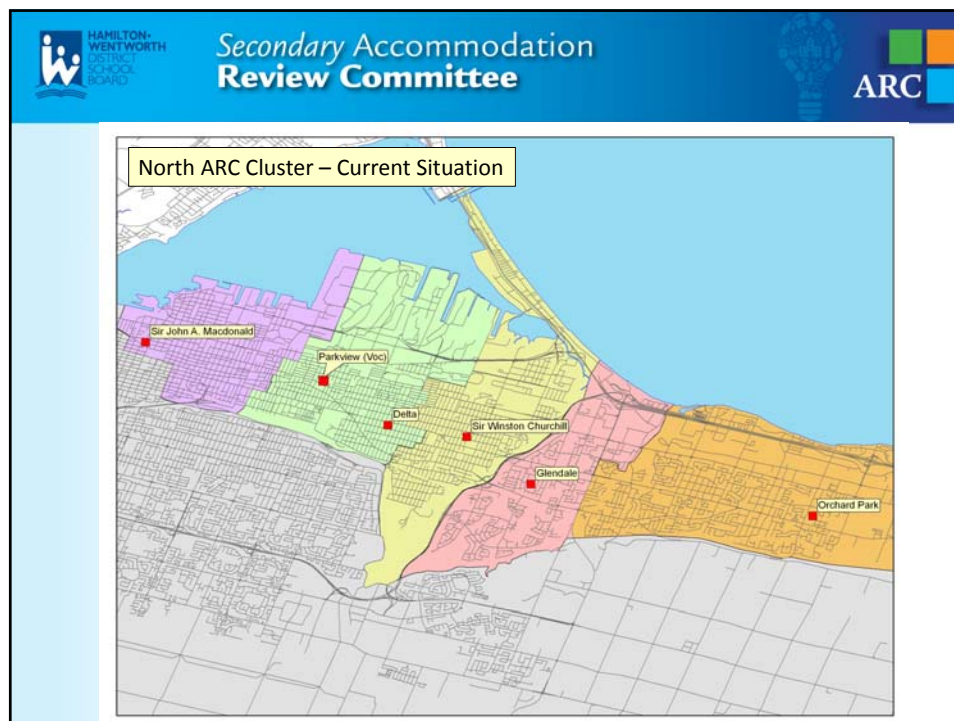 HAMILTON-
WENTWORTH
DISTRICT
SCHOOL
BOARD
Secondary Accommodation
Review Committee
ARC
North ARC Cluster – Current Situation
Sir John A. Macdonald
Parkview (Voc)
Delta
Sir Winston Churchill
Glendale
Orchard Park